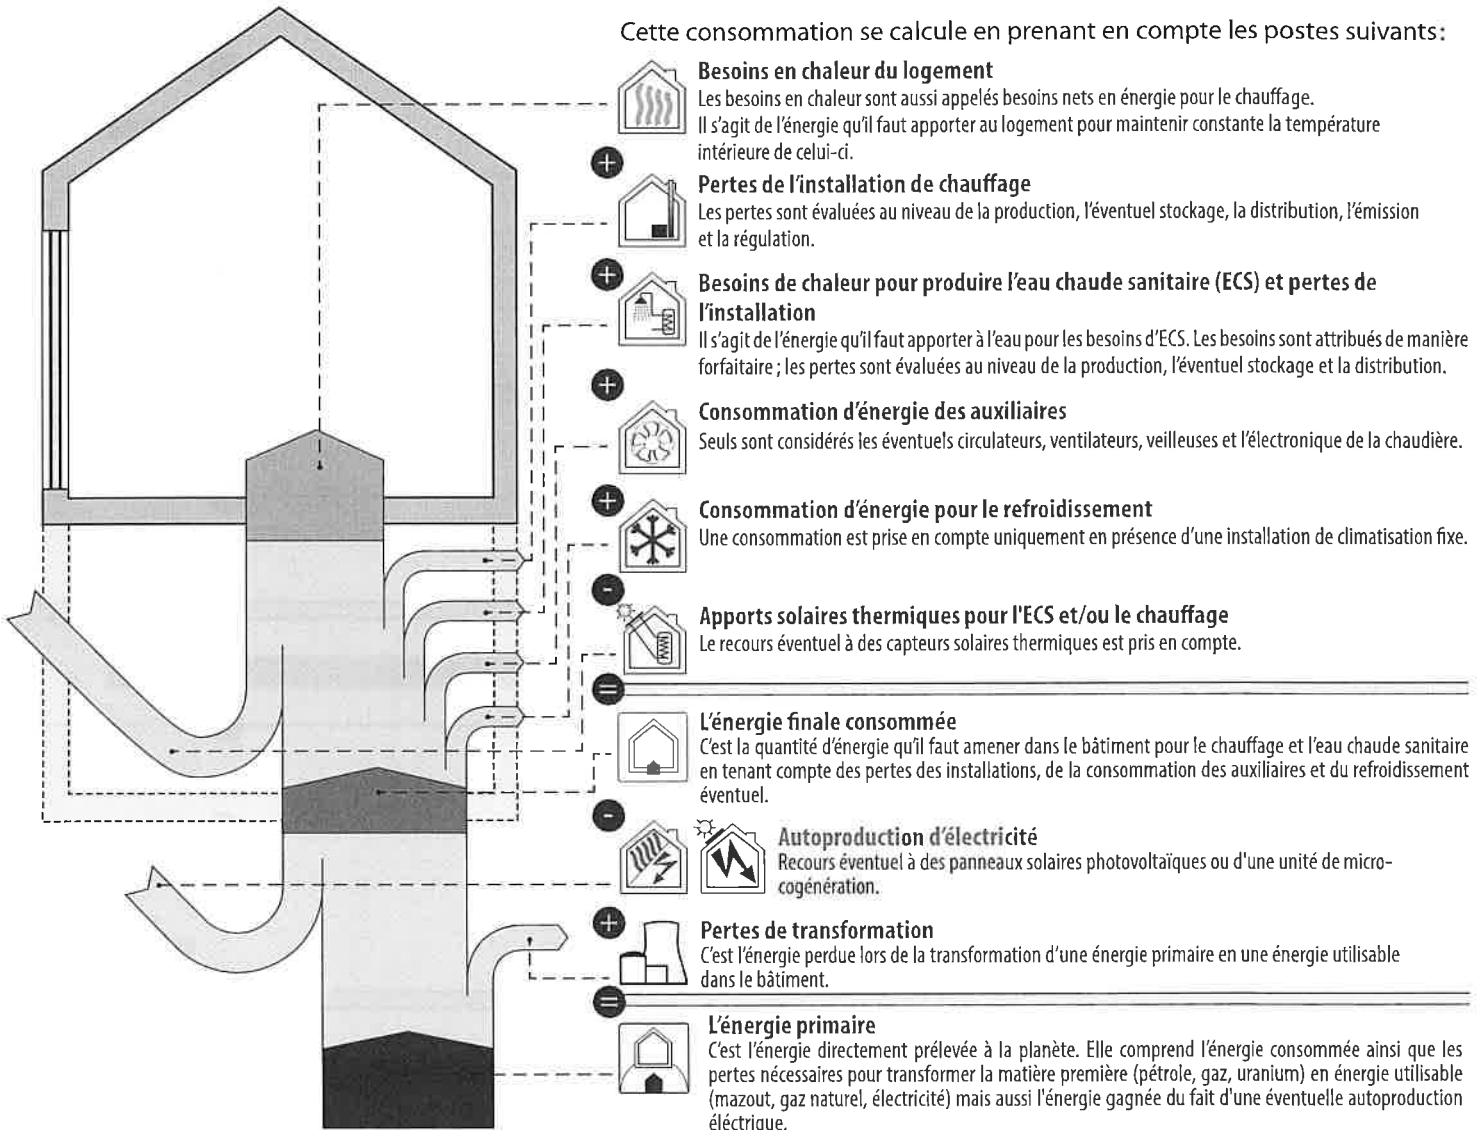 Cette consommation se calcule en prenant en compte les postes suivants:
Besoins en chaleur du logement
Les besoins en chaleur sont aussi appelés besoins nets en énergie pour le chauffage.
Il s'agit de l'énergie qu'il faut apporter au logement pour maintenir constante la température
intérieure de celui-ci.
+
Pertes de l'installation de chauffage
Les pertes sont évaluées au niveau de la production, l'éventuel stockage, la distribution, l'émission
et la régulation.
+
Besoins de chaleur pour produire l'eau chaude sanitaire (ECS) et pertes de
l'installation
Il s'agit de l'énergie qu'il faut apporter à l'eau pour les besoins d'ECS. Les besoins sont attribués de manière
forfaitaire ; les pertes sont évaluées au niveau de la production, l'éventuel stockage et la distribution.
+
Consommation d'énergie des auxiliaires
Seuls sont considérés les éventuels circulateurs, ventilateurs, veilleuses et l'électronique de la chaudière.
+
Consommation d'énergie pour le refroidissement
Une consommation est prise en compte uniquement en présence d'une installation de climatisation fixe.
-
Apports solaires thermiques pour l'ECS et/ou le chauffage
Le recours éventuel à des capteurs solaires thermiques est pris en compte.
=
L'énergie finale consommée
C'est la quantité d'énergie qu'il faut amener dans le bâtiment pour le chauffage et l'eau chaude sanitaire
en tenant compte des pertes des installations, de la consommation des auxiliaires et du refroidissement
éventuel.
-
Autoproduction d'électricité
Recours éventuel à des panneaux solaires photovoltaïques ou d'une unité de micro-
cogénération.
+
Pertes de transformation
C'est l'énergie perdue lors de la transformation d'une énergie primaire en une énergie utilisable
dans le bâtiment.
=
L'énergie primaire
C'est l'énergie directement prélevée à la planète. Elle comprend l'énergie consommée ainsi que les
pertes nécessaires pour transformer la matière première (pétrole, gaz, uranium) en énergie utilisable
(mazout, gaz naturel, électricité) mais aussi l'énergie gagnée du fait d'une éventuelle autoproduction
éléctrique.